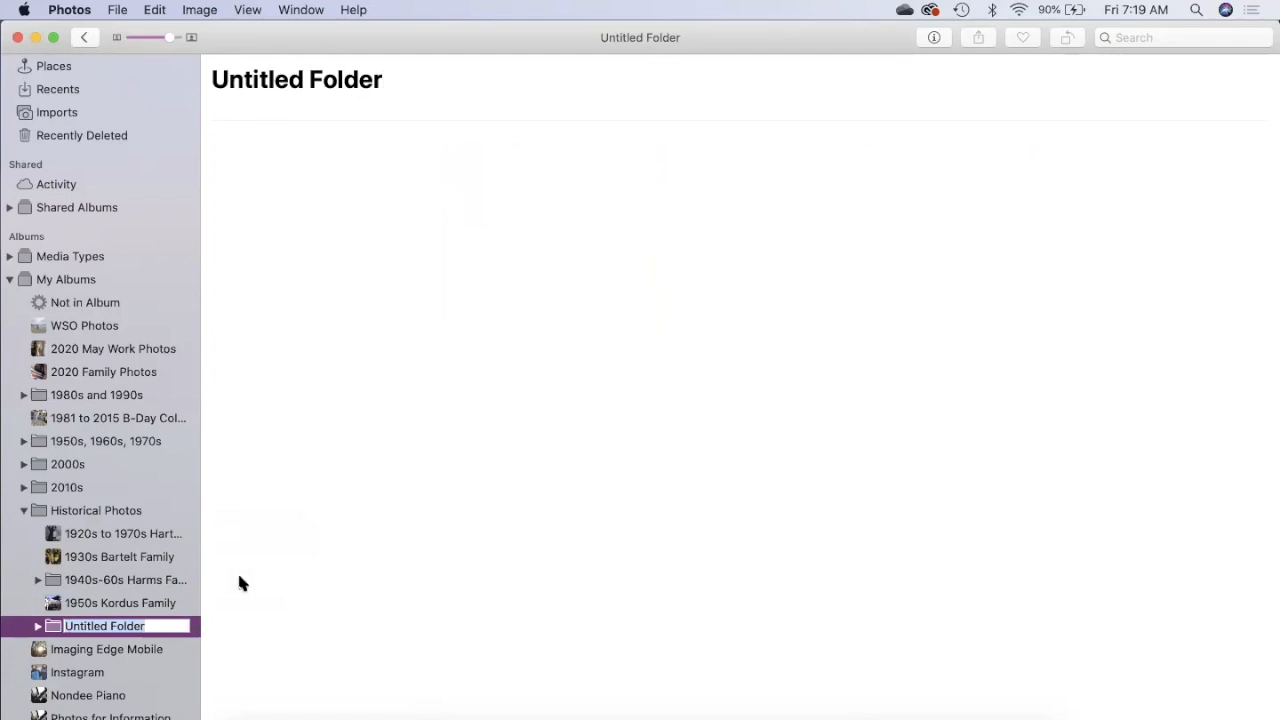 Photos File Edit Image View Window Help 90% Fri 7:19 AM
Untitled Folder Search
Places
Untitled Folder
Recents
Imports
Recently Deleted
Shared
Activity
Shared Albums
Albums
Media Types
My Albums
Not in Album
WSO Photos
2020 May Work Photos
2020 Family Photos
1980s and 1990s
1981 to 2015 B-Day Col...
1950s, 1960s, 1970s
2000s
2010s
Historical Photos
1920s to 1970s Hart...
1930s Bartelt Family
1940s-60s Harms Fa...
1950s Kordus Family
Untitled Folder
Imaging Edge Mobile
Instagram
Nondee Piano
Photos for Information